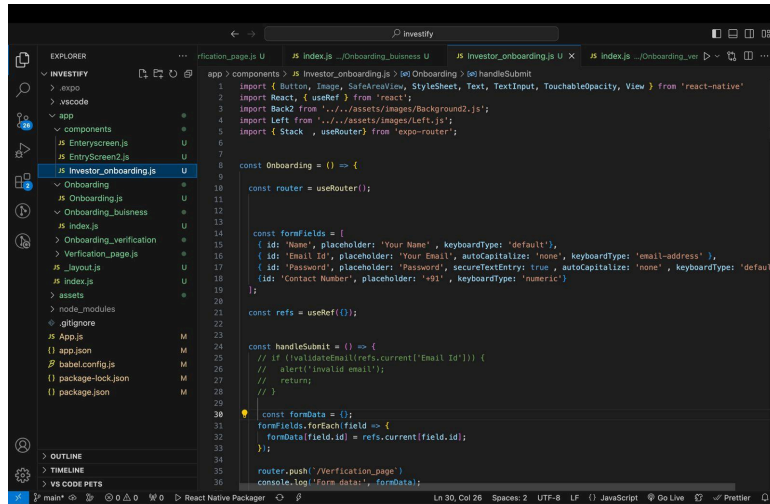 investify
EXPLORER
INVESTIFY
.expo
.vscode
app
components
JS Enteryscreen.js U
JS EntryScreen2.js U
JS Investor_onboarding.js U
Onboarding
JS Onboarding.js U
Onboarding_buisness
JS index.js U
Onboarding_verification
Verfication_page.js
JS _layout.js U
JS index.js U
assets
node_modules
.gitignore
JS App.js M
{} app.json M
babel.config.js M
{} package-lock.json M
{} package.json M
OUTLINE
TIMELINE
VS CODE PETS
26
2
rfication_page.js U JS index.js .../Onboarding_buisness U JS Investor_onboarding.js U JS index.js .../Onboarding_ver
app > components > JS Investor_onboarding.js > Onboarding > handleSubmit
1 import { Button, Image, SafeAreaView, StyleSheet, Text, TextInput, TouchableOpacity, View } from 'react-native'
2 import React, { useRef } from 'react';
3 import Back2 from '../../assets/images/Background2.js';
4 import Left from '../../assets/images/Left.js';
5 import { Stack , useRouter} from 'expo-router';
6
7
8 const Onboarding = () => {
9
10 const router = useRouter();
11
12
13
14 const formFields = [
15 { id: 'Name', placeholder: 'Your Name' , keyboardType: 'default'},
16 { id: 'Email Id', placeholder: 'Your Email', autoCapitalize: 'none', keyboardType: 'email-address' },
17 { id: 'Password', placeholder: 'Password', secureTextEntry: true , autoCapitalize: 'none' , keyboardType: 'defaul
18 {id: 'Contact Number', placeholder: '+91' , keyboardType: 'numeric'}
19 ];
20
21 const refs = useRef({});
22
23
24 const handleSubmit = () => {
25 // if (!validateEmail(refs.current['Email Id'])) {
26 // alert('invalid email');
27 // return;
28 // }
29
30 const formData = {};
31 formFields.forEach(field => {
32 formData[field.id] = refs.current[field.id];
33 });
34
35 router.push(`/Verfication_page`)
36 console.log('Form data:', formData);
main* 0 0 0 React Native Packager Ln 30, Col 26 Spaces: 2 UTF-8 LF {} JavaScript Go Live Prettier